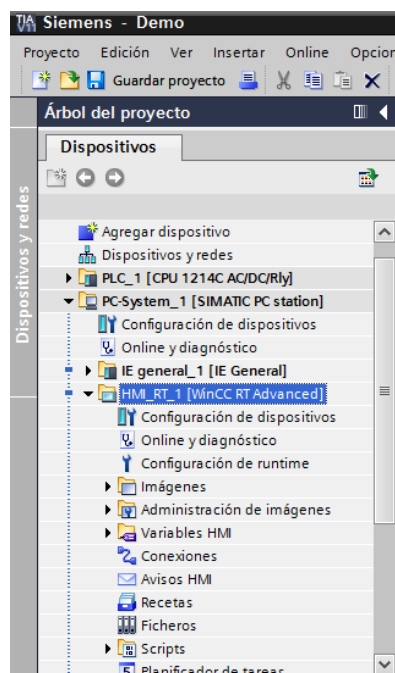 Siemens - Demo
Proyecto Edición Ver Insertar Online Opcion
Guardar proyecto
Árbol del proyecto
Dispositivos
Dispositivos y redes
Agregar dispositivo
Dispositivos y redes
PLC_1 [CPU 1214C AC/DC/Rly]
PC-System_1 [SIMATIC PC station]
Configuración de dispositivos
Online y diagnóstico
IE general_1 [IE General]
HMI_RT_1 [WinCC RT Advanced]
Configuración de dispositivos
Online y diagnóstico
Configuración de runtime
Imágenes
Administración de imágenes
Variables HMI
Conexiones
Avisos HMI
Recetas
Ficheros
Scripts
Planificador de tareas